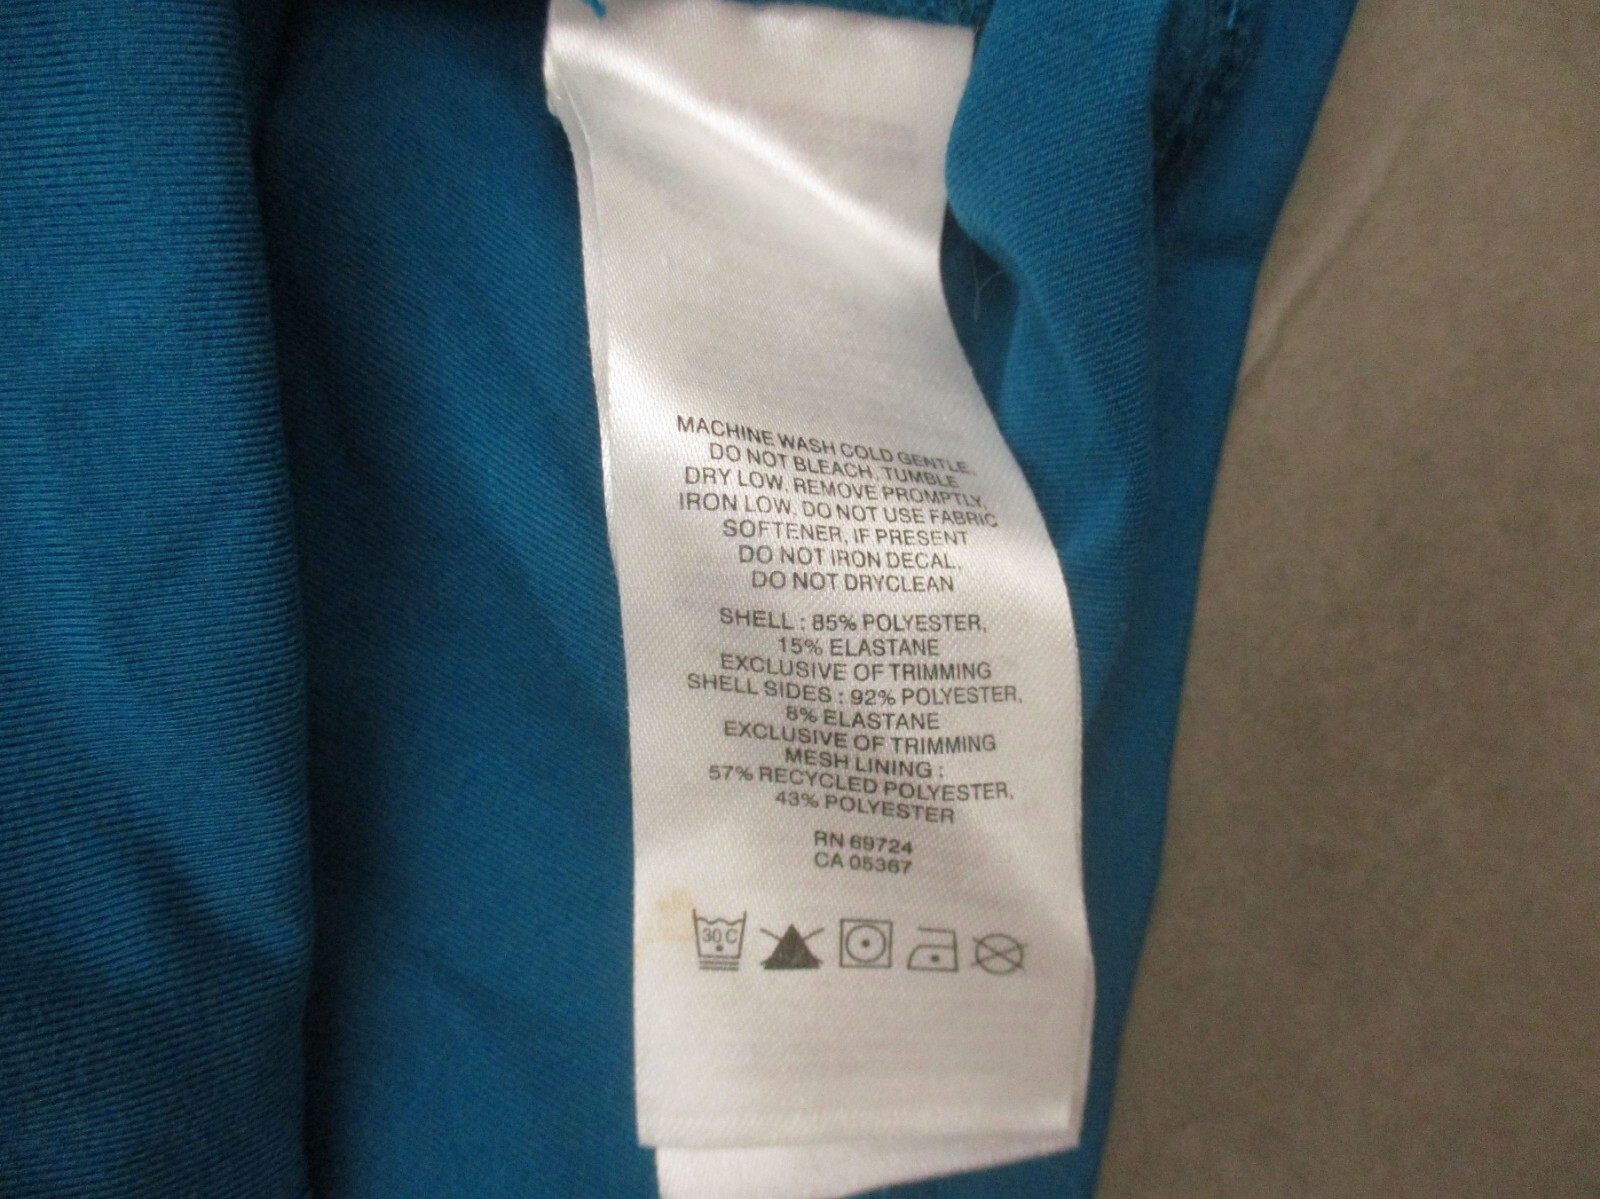 MACHINE WASH COLD GENTLE.
DO NOT BLEACH, TUMBLE
DRY LOW, REMOVE PROMPTLY,
IRON LOW. DO NOT USE FABRIC
SOFTENER, IF PRESENT
DO NOT IRON DECAL.
DO NOT DRYCLEAN
SHELL : 85% POLYESTER,
15% ELASTANE
EXCLUSIVE OF TRIMMING
SHELL SIDES : 92% POLYESTER,
8% ELASTANE
EXCLUSIVE OF TRIMMING
MESH LINING :
57% RECYCLED POLYESTER,
43% POLYESTER
RN 69724
CA 05367
30 C